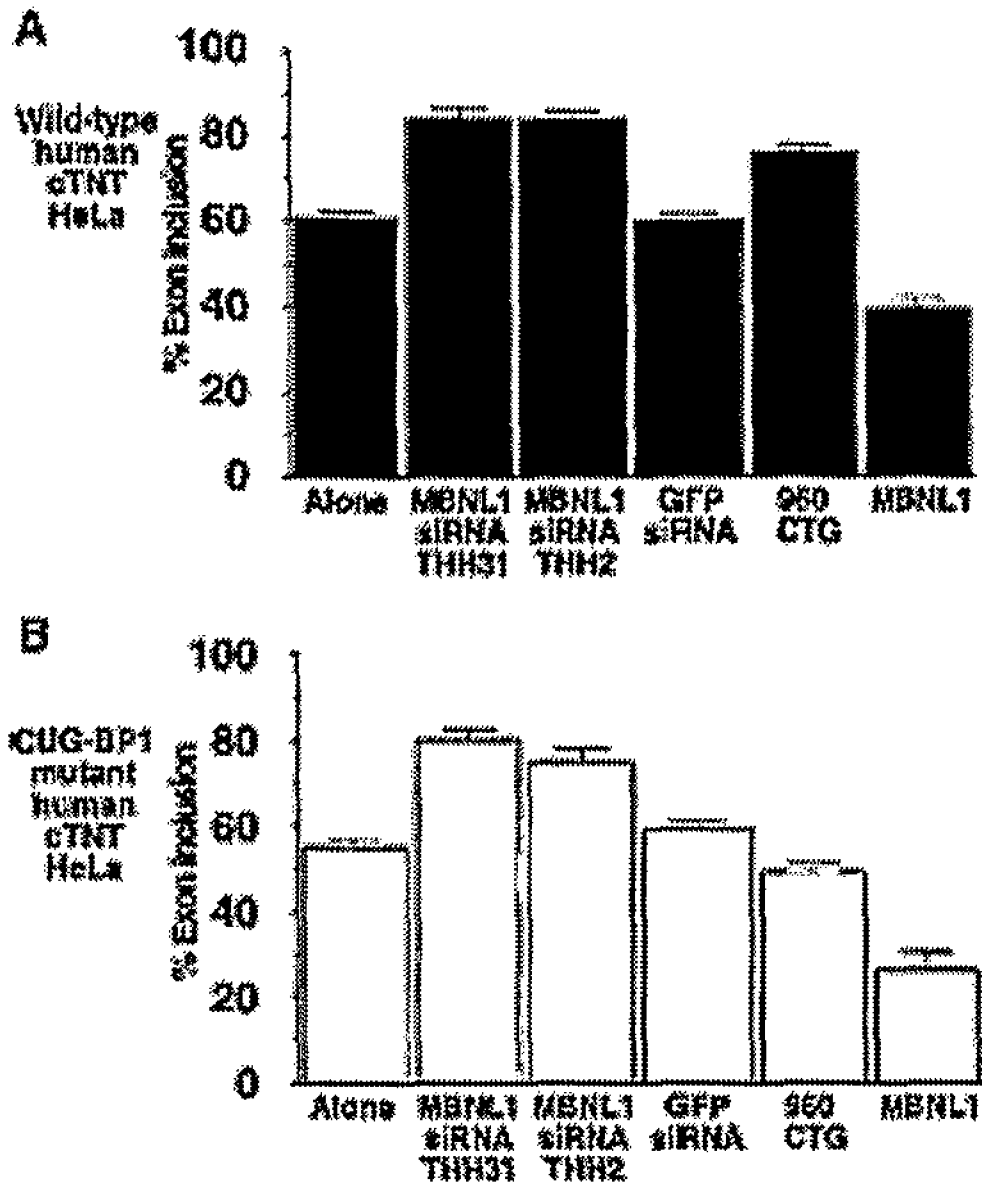 A
Wild-type
human
cTNT
HeLa
% Exon inclusion
100
80
60
40
20
0
Alone
MBNL1
siRNA
THH31
MBNL1
siRNA
THH2
GFP
siRNA
960
CTG
MBNL1
B
CUG-BP1
mutant
human
cTNT
HeLa
% Exon inclusion
100
80
60
40
20
0
Alone
MBNL1
siRNA
THH31
MBNL1
siRNA
THH2
GFP
siRNA
960
CTG
MBNL1